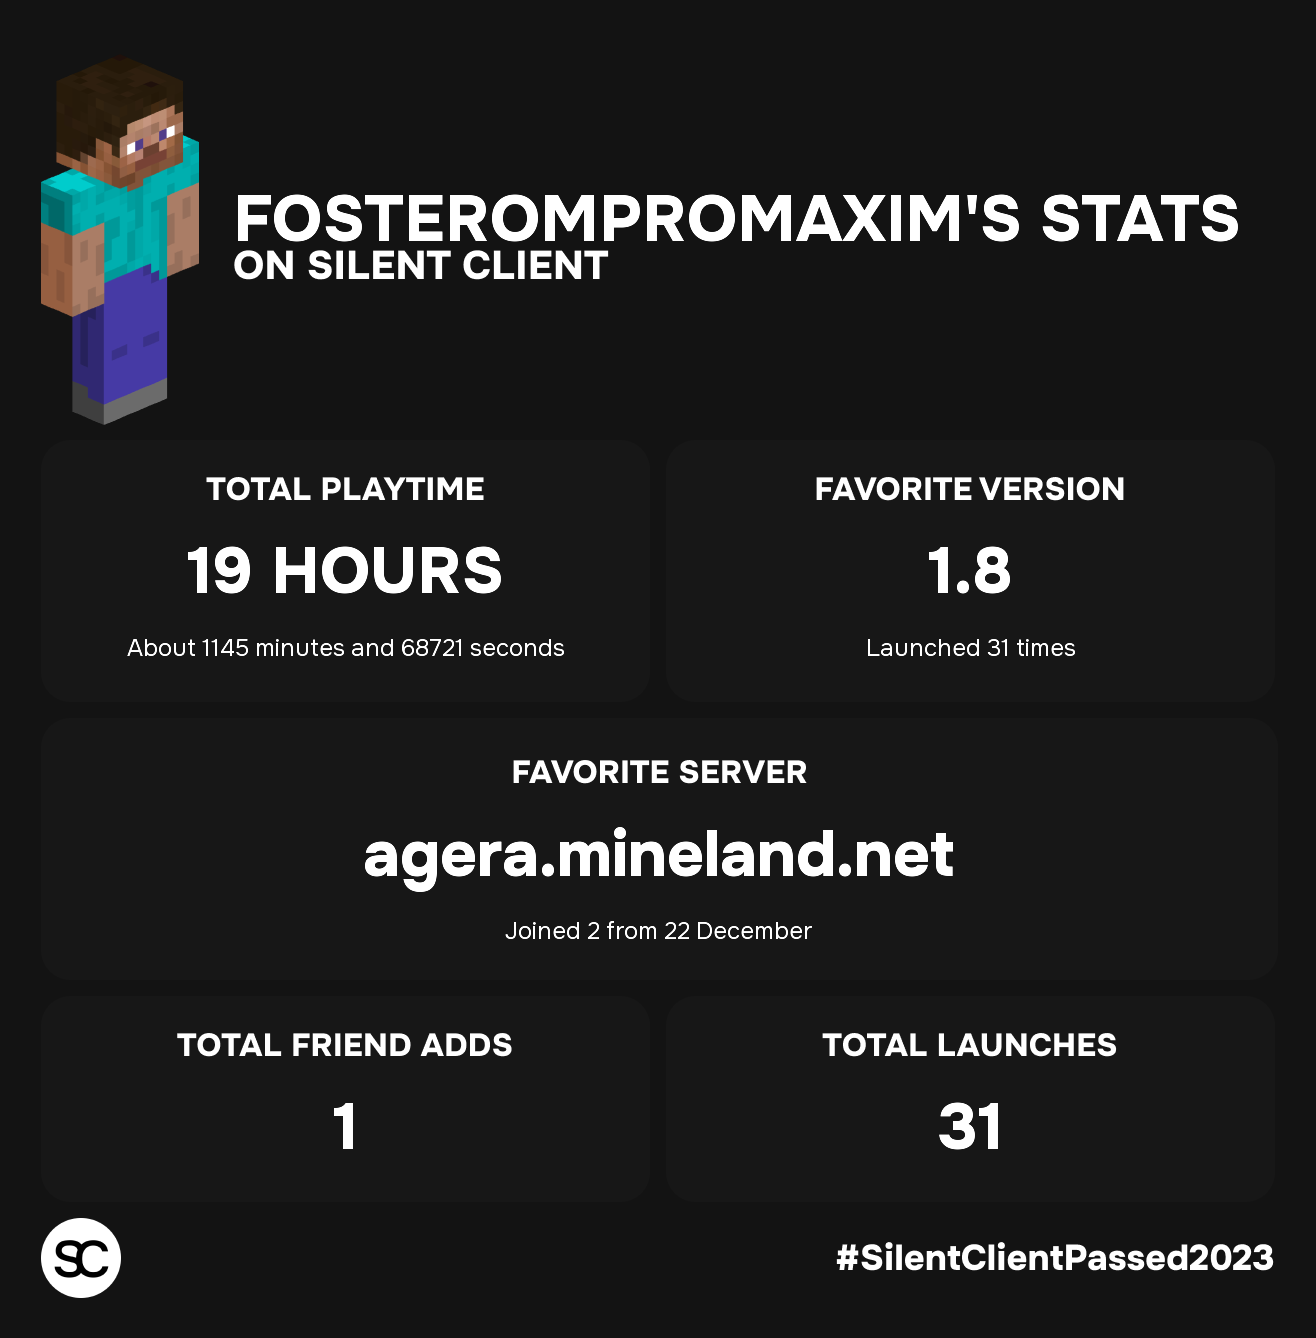 FOSTEROMPROMAXIM'S STATS
ON SILENT CLIENT
TOTAL PLAYTIME
19 HOURS
About 1145 minutes and 68721 seconds
FAVORITE VERSION
1.8
Launched 31 times
FAVORITE SERVER
agera.mineland.net
Joined 2 from 22 December
TOTAL FRIEND ADDS
1
TOTAL LAUNCHES
31
SC
#SilentClientPassed2023